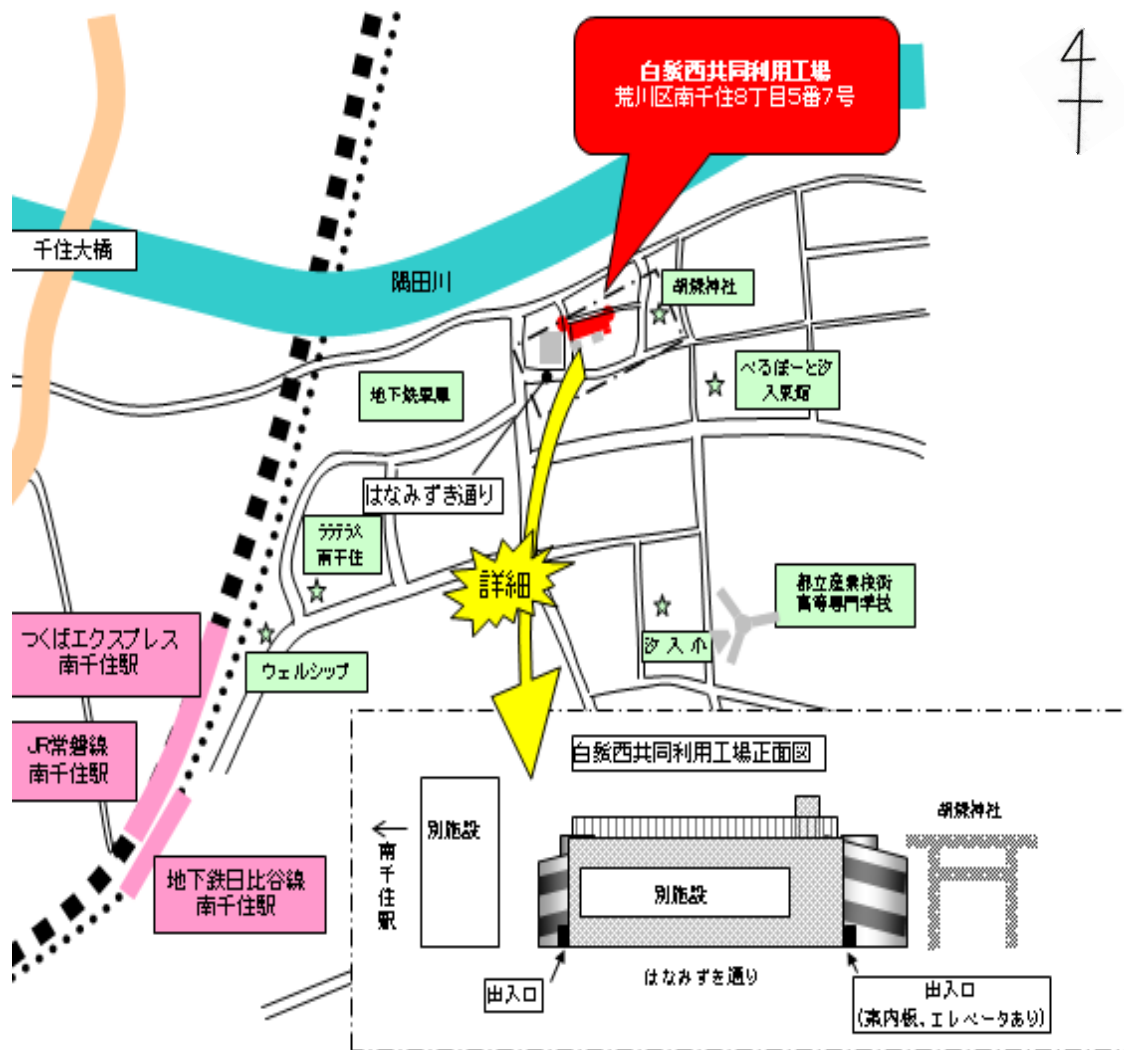 白鬚西共同利用工場
荒川区南千住8丁目5番7号
千住大橋
隅田川
胡録神社
べるぽーと汐
入東館
地下鉄車庫
はなみずき通り
ララテラス
南千住
詳細
都立産業技術
高等専門学校
汐入小
つくばエクスプレス
南千住駅
ウェルシップ
JR常磐線
南千住駅
地下鉄日比谷線
南千住駅
白鬚西共同利用工場正面図
別施設
南千住駅
別施設
胡録神社
はなみずき通り
出入口
出入口
(案内板、エレベータあり)